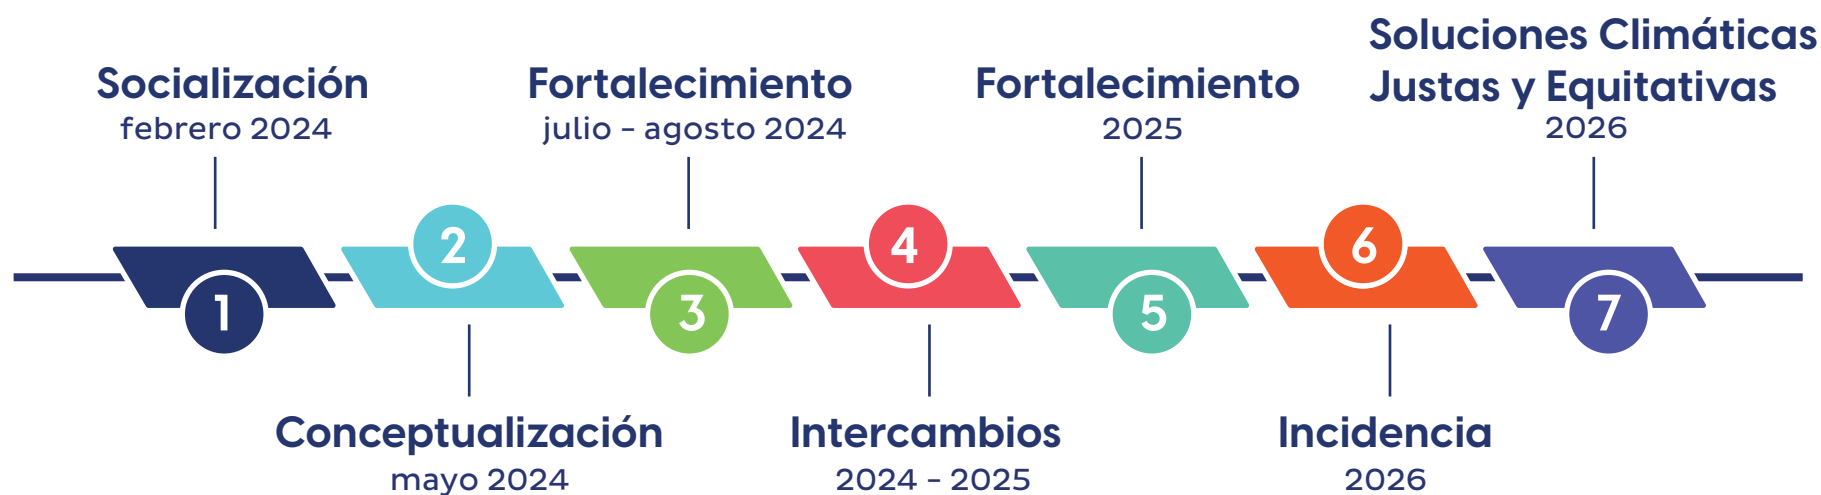 Socialización
febrero 2024
Fortalecimiento
julio - agosto 2024
Fortalecimiento
2025
Soluciones Climáticas
Justas y Equitativas
2026
1
2
3
4
5
6
7
Conceptualización
mayo 2024
Intercambios
2024 - 2025
Incidencia
2026